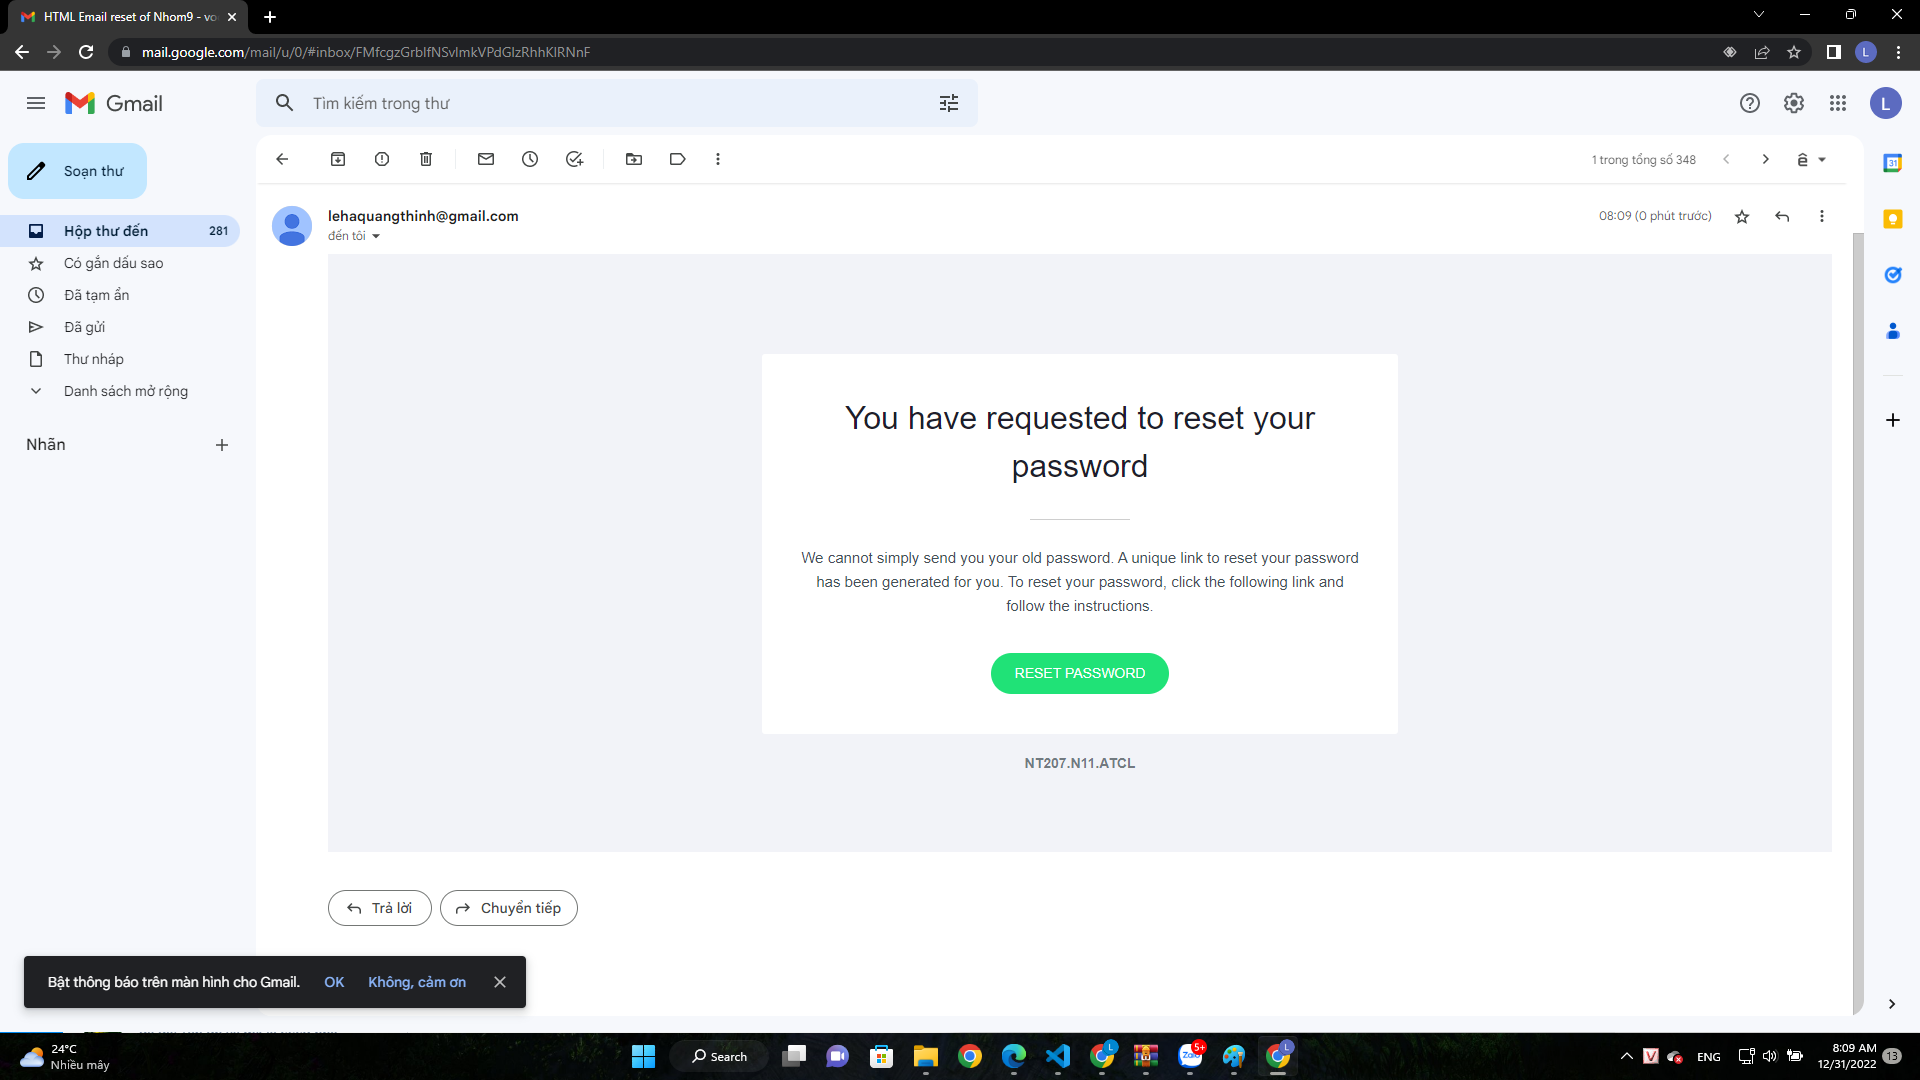 HTML Email reset of Nhom9 - vo
mail.google.com/mail/u/0/#inbox/FMfcgzGrblfNSvlmkVPdGlzRhhKlRNnF
L
Gmail
Tìm kiếm trong thư
L
Soạn thư
1 trong tổng số 348
31
Hộp thư đến 281
Có gắn dấu sao
Đã tạm ẩn
Đã gửi
Thư nháp
Danh sách mở rộng
Nhãn
lehaquangthinh@gmail.com
08:09 (0 phút trước)
đến tôi
You have requested to reset your
password
We cannot simply send you your old password. A unique link to reset your password
has been generated for you. To reset your password, click the following link and
follow the instructions.
RESET PASSWORD
NT207.N11.ATCL
Trả lời
Chuyển tiếp
Bật thông báo trên màn hình cho Gmail. OK Không, cảm ơn
24°C
Nhiều mây
Search
L
Zalo
5+
L
V
ENG
8:09 AM
12/31/2022
13